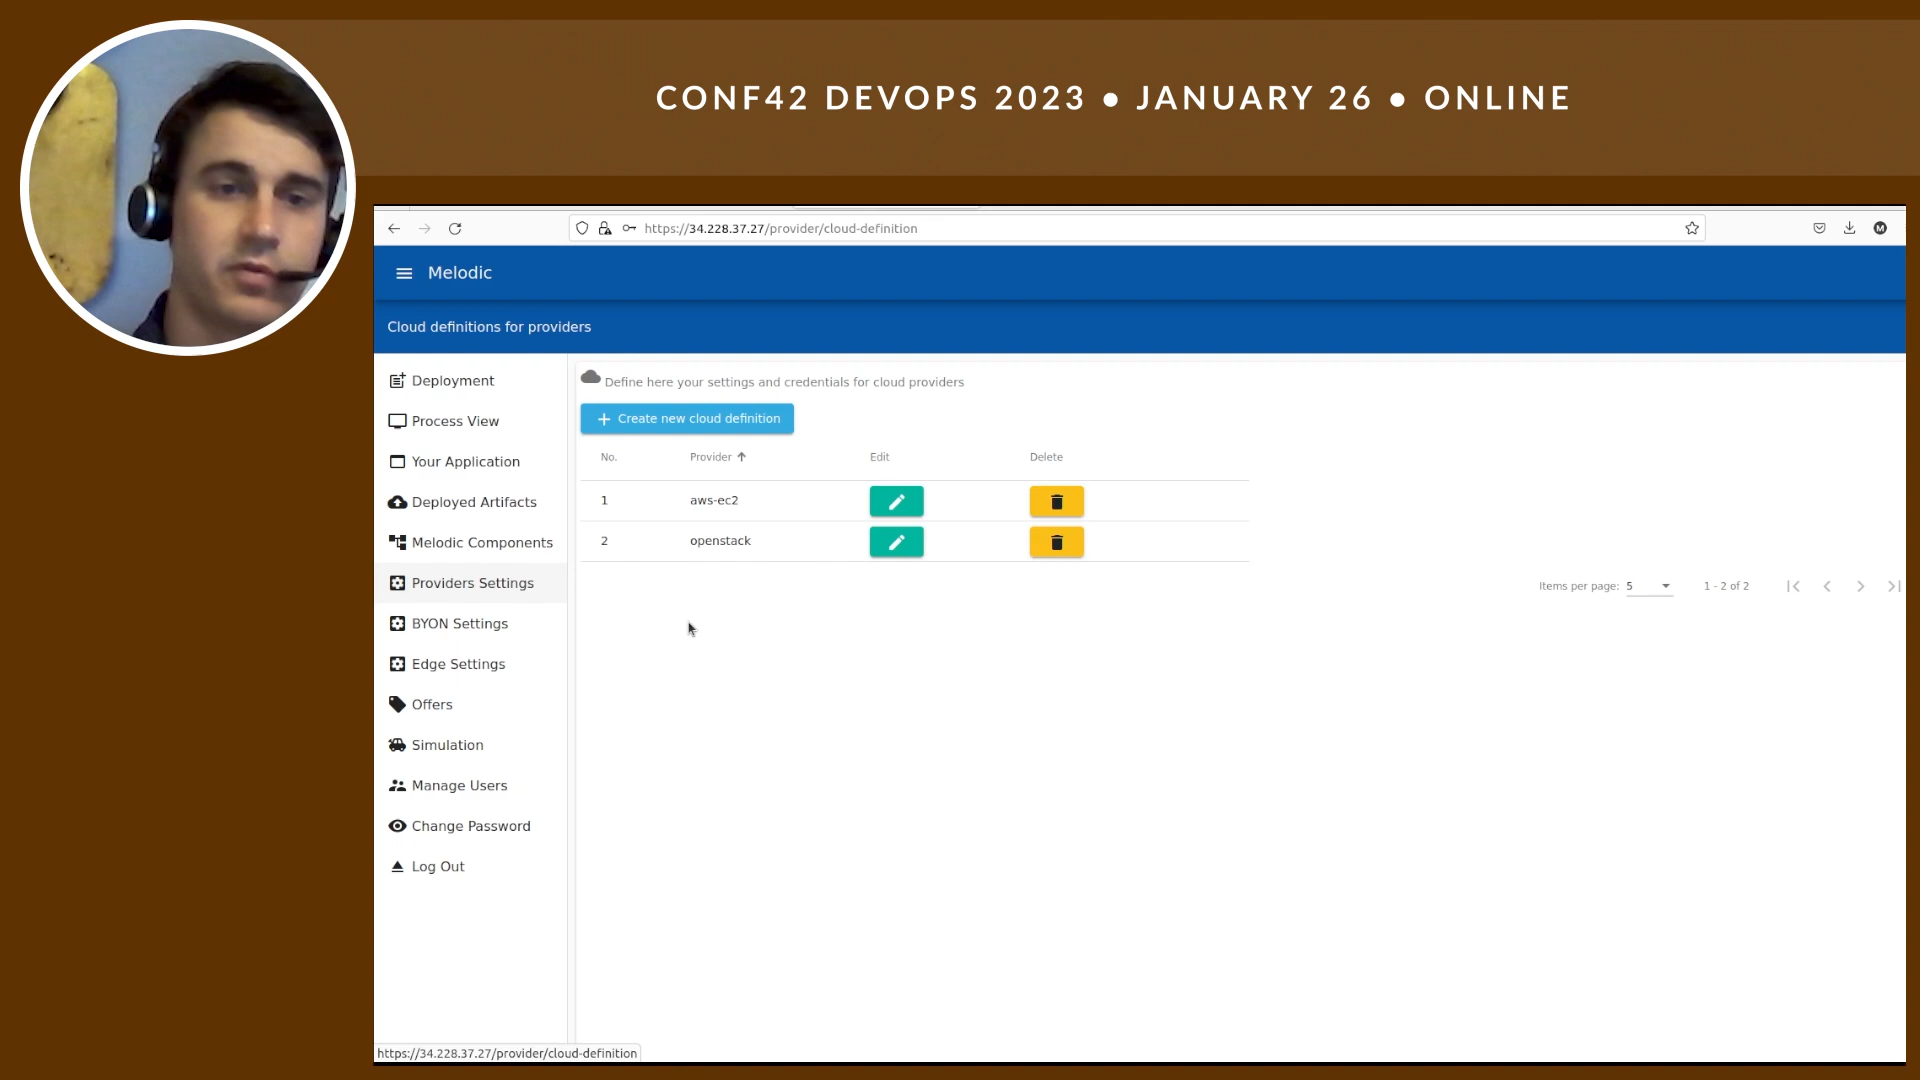 CONF42 DEVOPS 2023 • JANUARY 26 • ONLINE
https://34.228.37.27/provider/cloud-definition
M
Melodic
Cloud definitions for providers
Deployment
Process View
Your Application
Deployed Artifacts
Melodic Components
Providers Settings
BYON Settings
Edge Settings
Offers
Simulation
Manage Users
Change Password
Log Out
Define here your settings and credentials for cloud providers
+ Create new cloud definition
No. Provider ↑ Edit Delete
1 aws-ec2
2 openstack
Items per page: 5 1 - 2 of 2
https://34.228.37.27/provider/cloud-definition